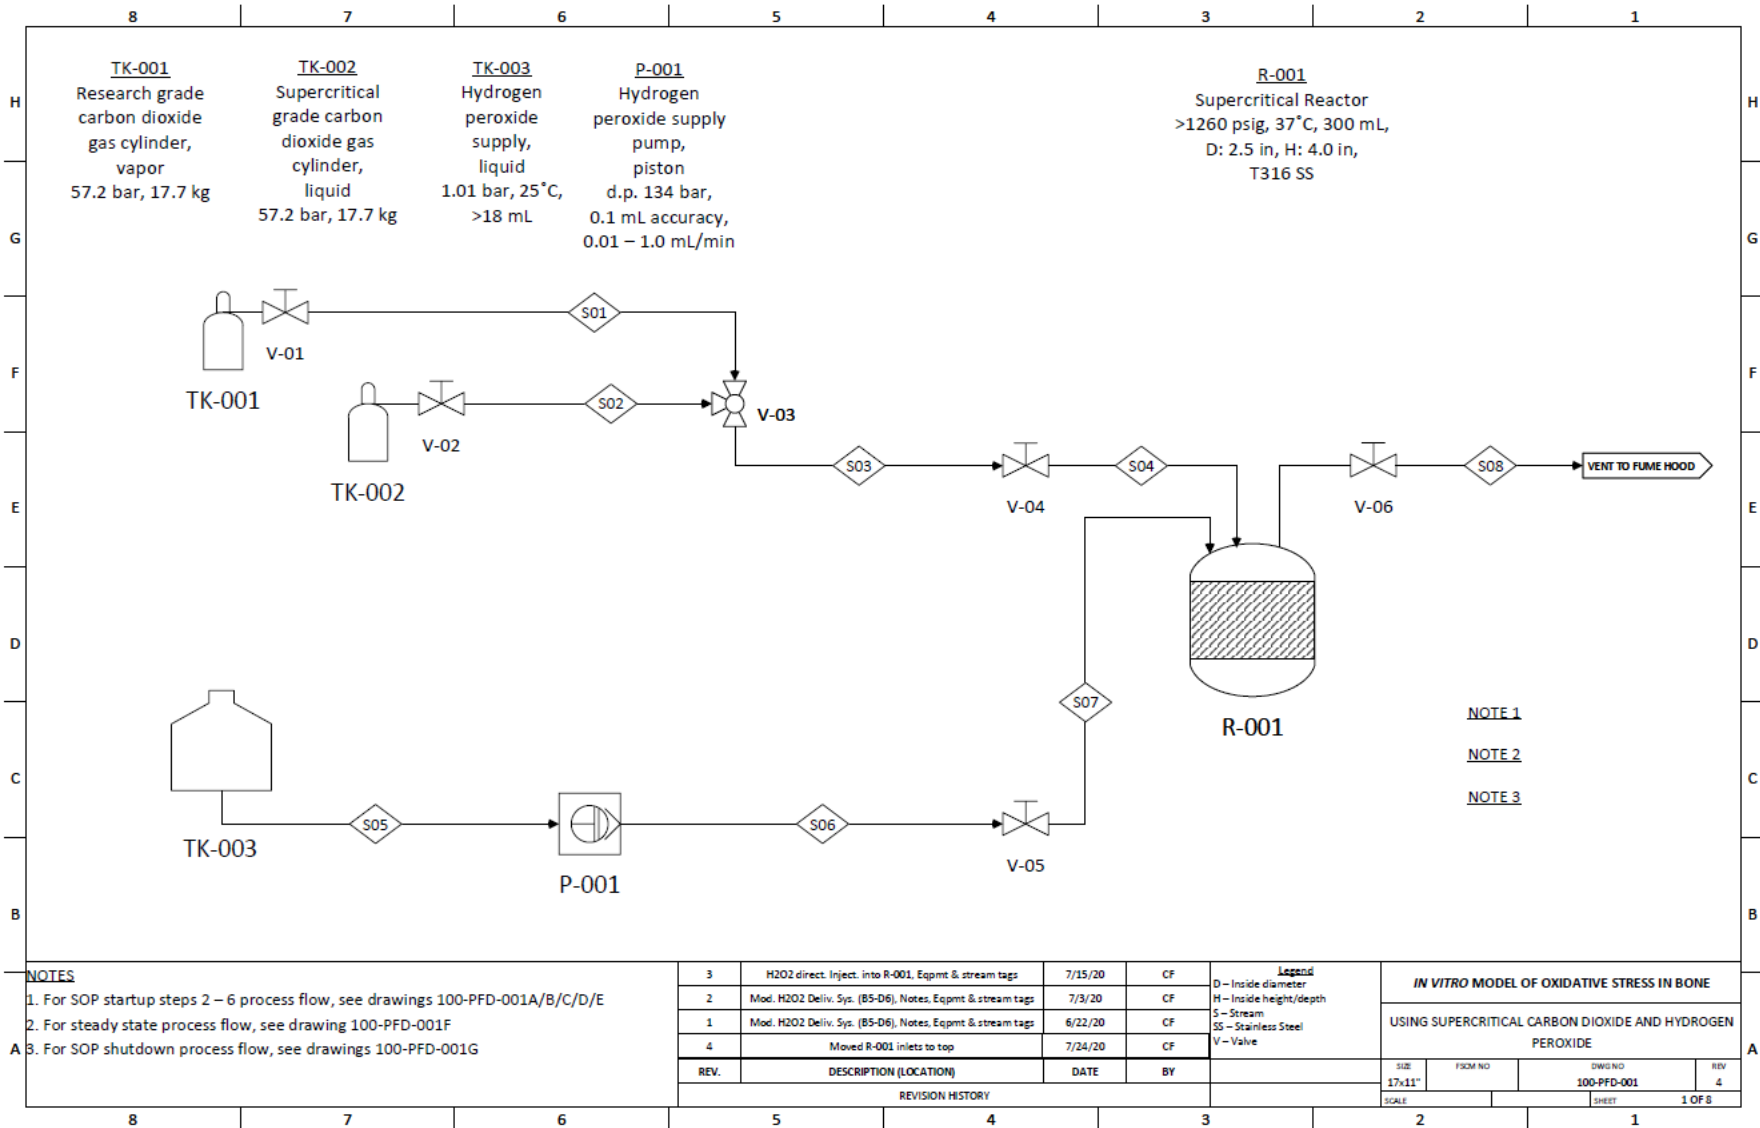 8 7 6 5 4 3 2 1
H
G
F
E
D
C
B
A
H
G
F
E
D
C
B
A
TK-001
Research grade
carbon dioxide
gas cylinder,
vapor
57.2 bar, 17.7 kg
TK-002
Supercritical
grade carbon
dioxide gas
cylinder,
liquid
57.2 bar, 17.7 kg
TK-003
Hydrogen
peroxide
supply,
liquid
1.01 bar, 25˚C,
>18 mL
P-001
Hydrogen
peroxide supply
pump,
piston
d.p. 134 bar,
0.1 mL accuracy,
0.01 – 1.0 mL/min
R-001
Supercritical Reactor
>1260 psig, 37˚C, 300 mL,
D: 2.5 in, H: 4.0 in,
T316 SS
S01
V-01
TK-001
S02
V-03
V-02
TK-002
S03
S04
S08
VENT TO FUME HOOD
V-04
V-06
S07
R-001
NOTE 1
NOTE 2
NOTE 3
S05
S06
TK-003
V-05
P-001
NOTES
1. For SOP startup steps 2 – 6 process flow, see drawings 100-PFD-001A/B/C/D/E
2. For steady state process flow, see drawing 100-PFD-001F
3. For SOP shutdown process flow, see drawings 100-PFD-001G
3 H2O2 direct. Inject. into R-001, Eqpmt & stream tags 7/15/20 CF
2 Mod. H2O2 Deliv. Sys. (B5-D6), Notes, Eqpmt & stream tags 7/3/20 CF
1 Mod. H2O2 Deliv. Sys. (B5-D6), Notes, Eqpmt & stream tags 6/22/20 CF
4 Moved R-001 inlets to top 7/24/20 CF
REV. DESCRIPTION (LOCATION) DATE BY
REVISION HISTORY
Legend
D – Inside diameter
H – Inside height/depth
S – Stream
SS – Stainless Steel
V – Valve
IN VITRO MODEL OF OXIDATIVE STRESS IN BONE
USING SUPERCRITICAL CARBON DIOXIDE AND HYDROGEN
PEROXIDE
SIZE FSCM NO DWG NO REV
17x11" 100-PFD-001 4
SCALE SHEET 1 OF 8
8 7 6 5 4 3 2 1